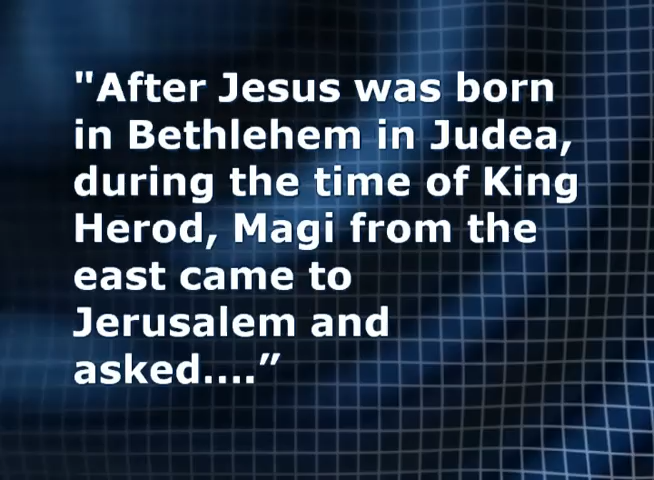 "After Jesus was born
in Bethlehem in Judea,
during the time of King
Herod, Magi from the
east came to
Jerusalem and
asked....”